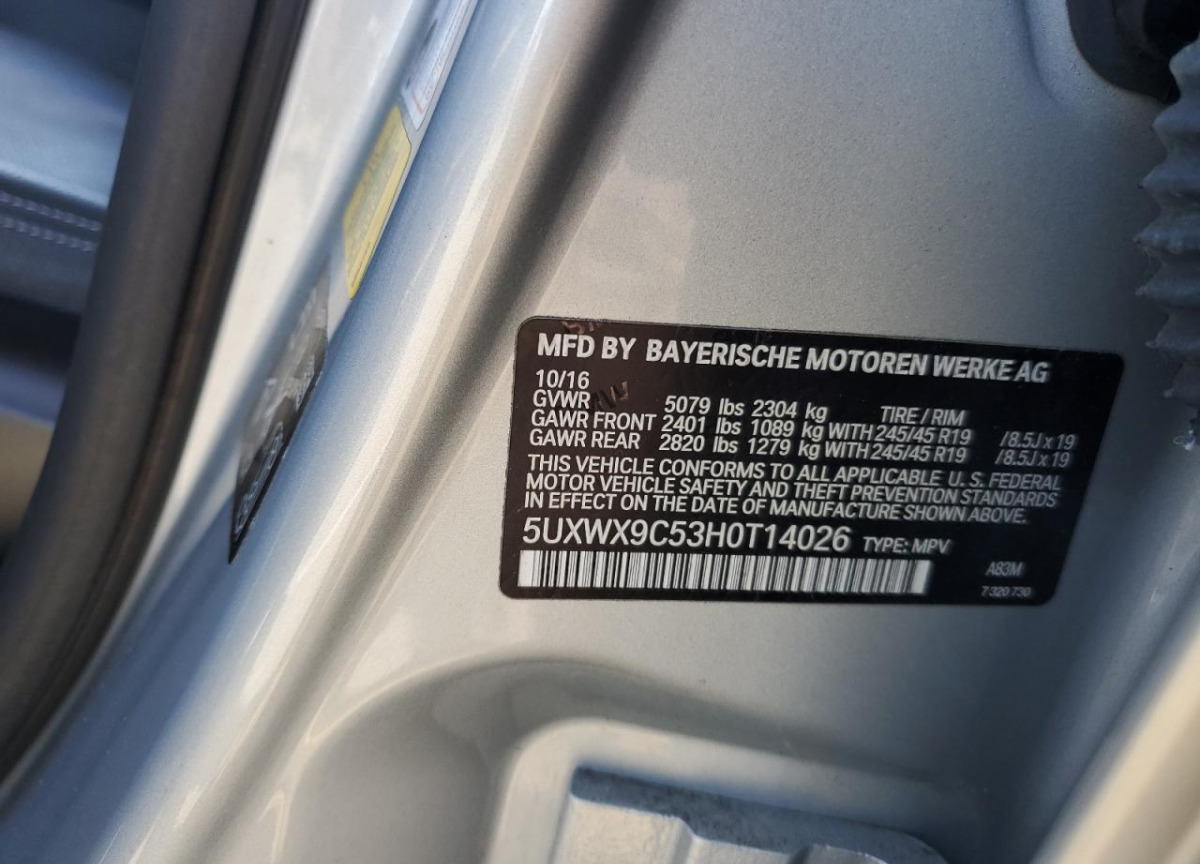 MFD BY BAYERISCHE MOTOREN WERKE AG
10/16
GVWR 5079 lbs 2304 kg TIRE / RIM
GAWR FRONT 2401 lbs 1089 kg WITH 245/45 R19 /8.5J x 19
GAWR REAR 2820 lbs 1279 kg WITH 245/45 R19 /8.5J x 19
THIS VEHICLE CONFORMS TO ALL APPLICABLE U. S. FEDERAL
MOTOR VEHICLE SAFETY AND THEFT PREVENTION STANDARDS
IN EFFECT ON THE DATE OF MANUFACTURE SHOWN ABOVE.
5UXWX9C53H0T14026 TYPE: MPV
A83M
7 320 730